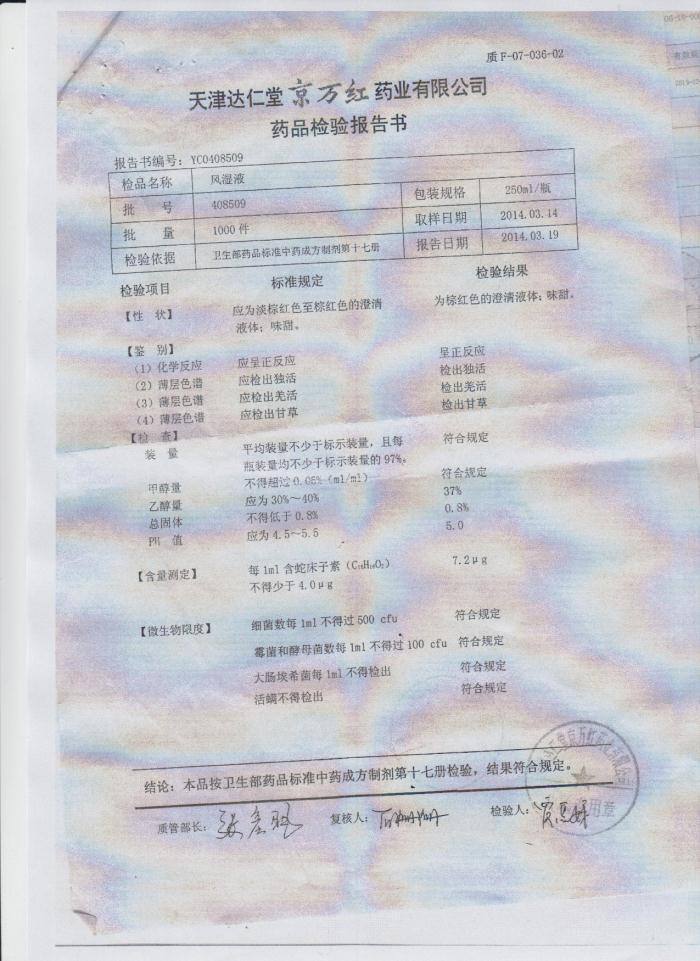 质 F-07-036-02
天津达仁堂京万红药业有限公司
药品检验报告书
报告书编号：YC0408509
检品名称 风湿液
批 号 408509 包装规格 250ml/瓶
批 量 1000 件 取样日期 2014.03.14
检验依据 卫生部药品标准中药成方制剂第十七册 报告日期 2014.03.19
检验项目 标准规定 检验结果
【性 状】 应为淡棕红色至棕红色的澄清 为棕红色的澄清液体；味甜。
液体；味甜。
【鉴 别】
（1）化学反应 应呈正反应 呈正反应
（2）薄层色谱 应检出独活 检出独活
（3）薄层色谱 应检出羌活 检出羌活
（4）薄层色谱 应检出甘草 检出甘草
【检 查】
装 量 平均装量不少于标示装量，且每 符合规定
瓶装量均不少于标示装量的 97%。
甲醇量 不得超过 0.05%（ml/ml） 符合规定
乙醇量 应为 30%～40% 37%
总固体 不得低于 0.8% 0.8%
PH 值 应为 4.5～5.5 5.0
【含量测定】 每 1ml 含蛇床子素（C₁₅H₁₆O₃） 7.2μg
不得少于 4.0μg
【微生物限度】 细菌数每 1ml 不得过 500 cfu 符合规定
霉菌和酵母菌数每 1ml 不得过 100 cfu 符合规定
大肠埃希菌每 1ml 不得检出 符合规定
活螨不得检出 符合规定
结论：本品按卫生部药品标准中药成方制剂第十七册检验，结果符合规定。
质管部长： 复核人： 检验人：
用章